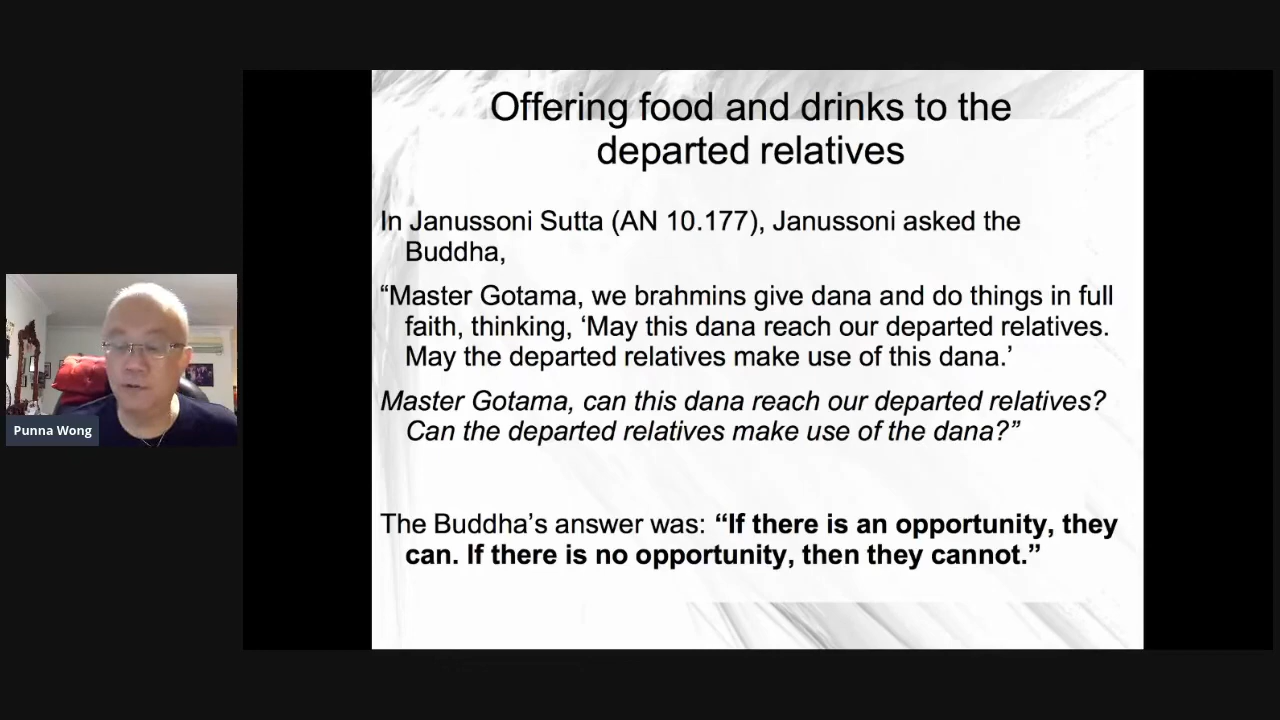 Offering food and drinks to the
departed relatives
In Janussoni Sutta (AN 10.177), Janussoni asked the
Buddha,
“Master Gotama, we brahmins give dana and do things in full
faith, thinking, ‘May this dana reach our departed relatives.
May the departed relatives make use of this dana.’
Master Gotama, can this dana reach our departed relatives?
Can the departed relatives make use of the dana?”
The Buddha’s answer was: “If there is an opportunity, they
can. If there is no opportunity, then they cannot.”
Punna Wong